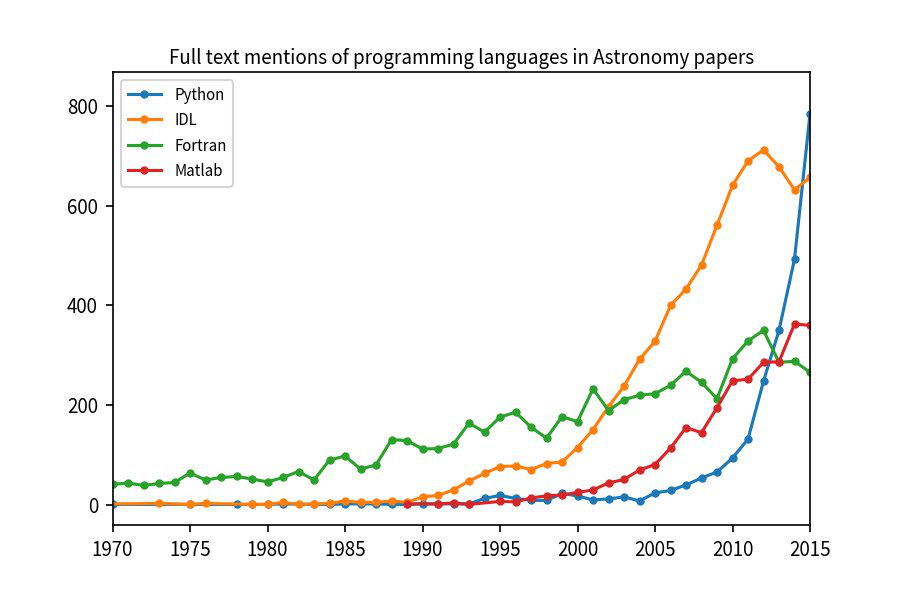 Full text mentions of programming languages in Astronomy papers
Python
IDL
Fortran
Matlab
800
600
400
200
0
1970 1975 1980 1985 1990 1995 2000 2005 2010 2015